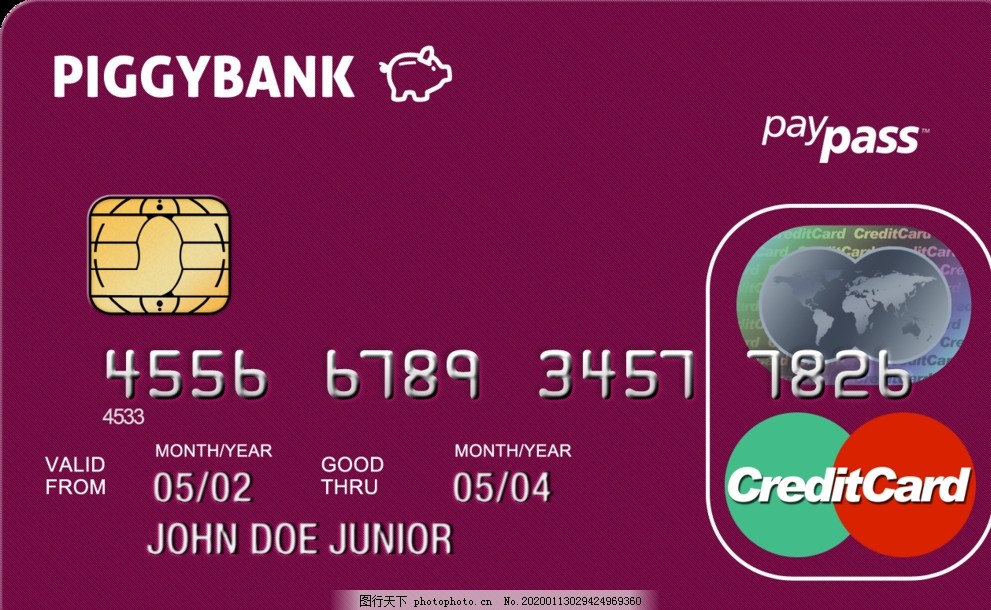 PIGGYBANK
paypass™
CreditCard CreditCard
4556 6789 3457 7826
4533
MONTH/YEAR MONTH/YEAR
VALID FROM 05/02 GOOD THRU 05/04
CreditCard
JOHN DOE JUNIOR
图行天下 photophoto.cn No.20200113029424969360